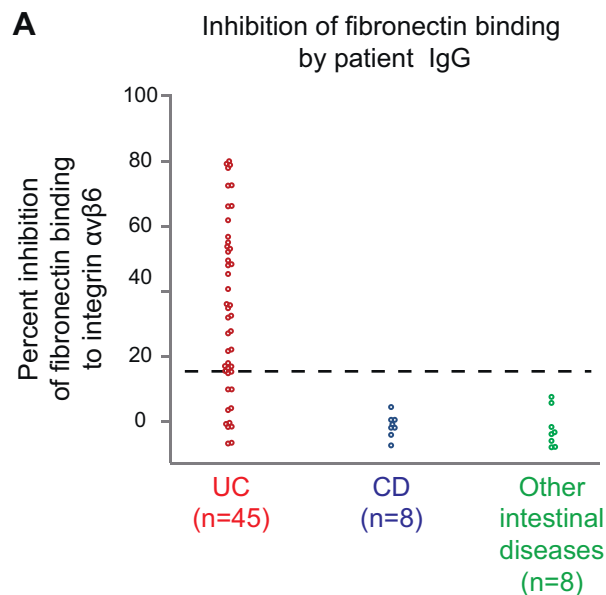 A
Inhibition of fibronectin binding
by patient IgG
Percent inhibition
of fibronectin binding
to integrin αvβ6
100
80
60
40
20
0
UC
(n=45)
CD
(n=8)
Other
intestinal
diseases
(n=8)